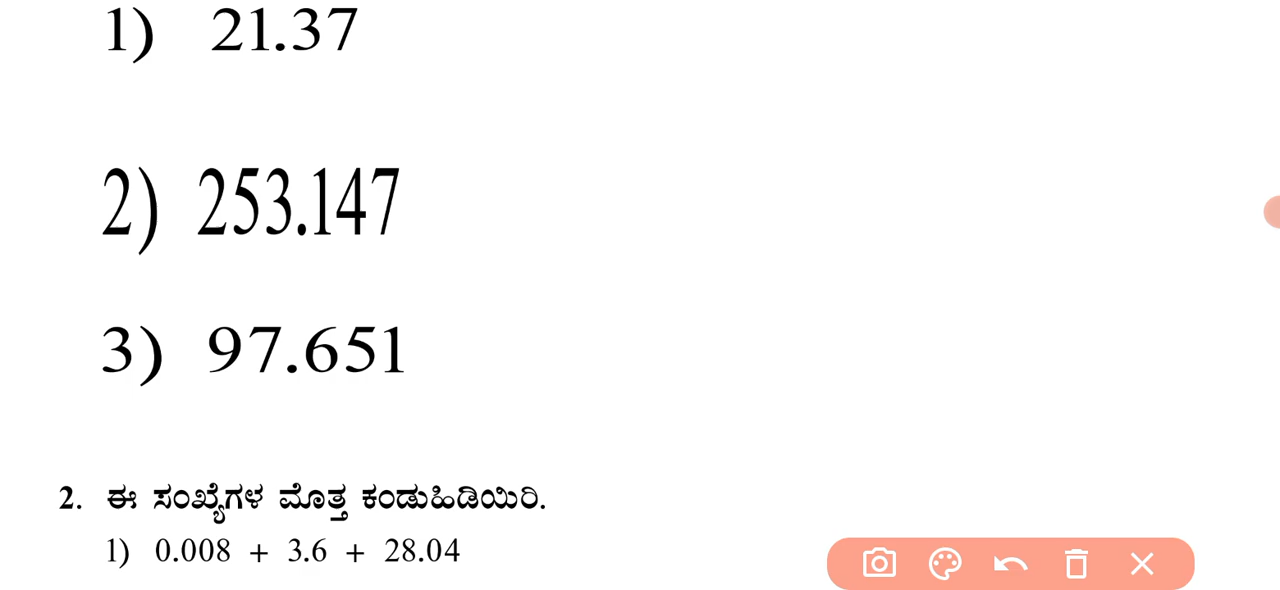 1) 21.37
2) 253.147
3) 97.651
2. ಈ ಸಂಖ್ಯೆಗಳ ಮೊತ್ತ ಕಂಡುಹಿಡಿಯಿರಿ.
1) 0.008 + 3.6 + 28.04